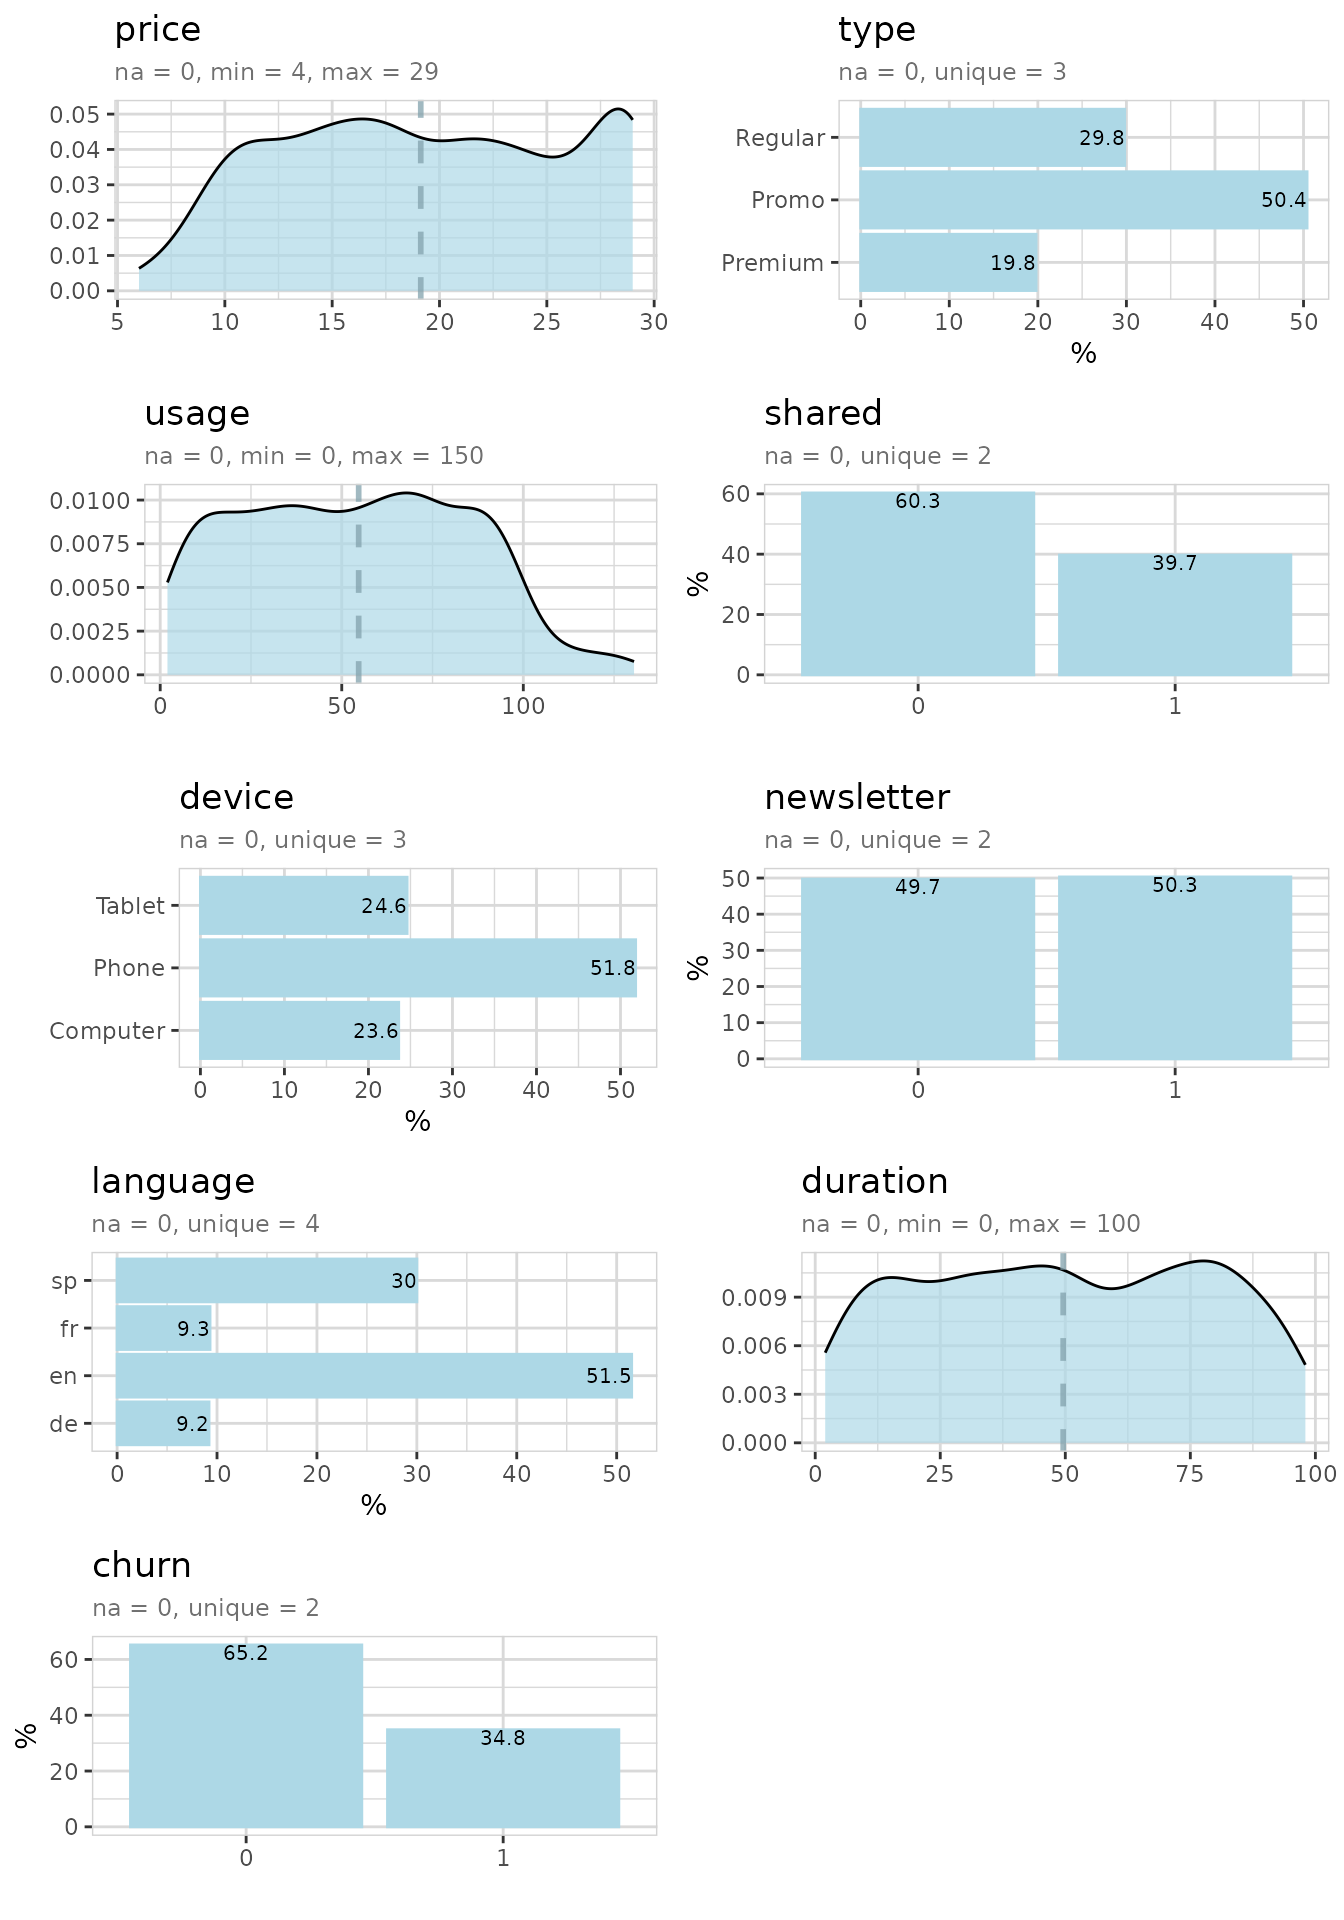 price
na = 0, min = 4, max = 29
0.05
0.04
0.03
0.02
0.01
0.00
5 10 15 20 25 30
type
na = 0, unique = 3
Regular 29.8
Promo 50.4
Premium 19.8
0 10 20 30 40 50
%
usage
na = 0, min = 0, max = 150
0.0100
0.0075
0.0050
0.0025
0.0000
0 50 100
shared
na = 0, unique = 2
%
60
40
20
0
60.3
39.7
0 1
device
na = 0, unique = 3
Tablet 24.6
Phone 51.8
Computer 23.6
0 10 20 30 40 50
%
newsletter
na = 0, unique = 2
%
50
40
30
20
10
0
49.7 50.3
0 1
language
na = 0, unique = 4
sp 30
fr 9.3
en 51.5
de 9.2
0 10 20 30 40 50
%
duration
na = 0, min = 0, max = 100
0.009
0.006
0.003
0.000
0 25 50 75 100
churn
na = 0, unique = 2
%
60
40
20
0
65.2
34.8
0 1